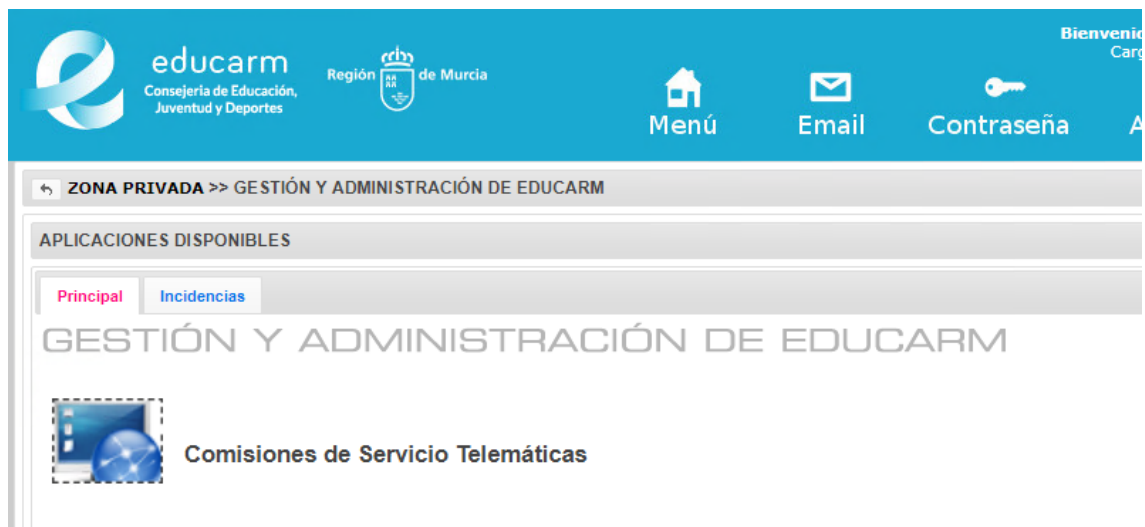 educarm
Consejería de Educación,
Juventud y Deportes
Región de Murcia
Menú
Email
Contraseña
ZONA PRIVADA >> GESTIÓN Y ADMINISTRACIÓN DE EDUCARM
APLICACIONES DISPONIBLES
Principal Incidencias
GESTIÓN Y ADMINISTRACIÓN DE EDUCARM
Comisiones de Servicio Telemáticas